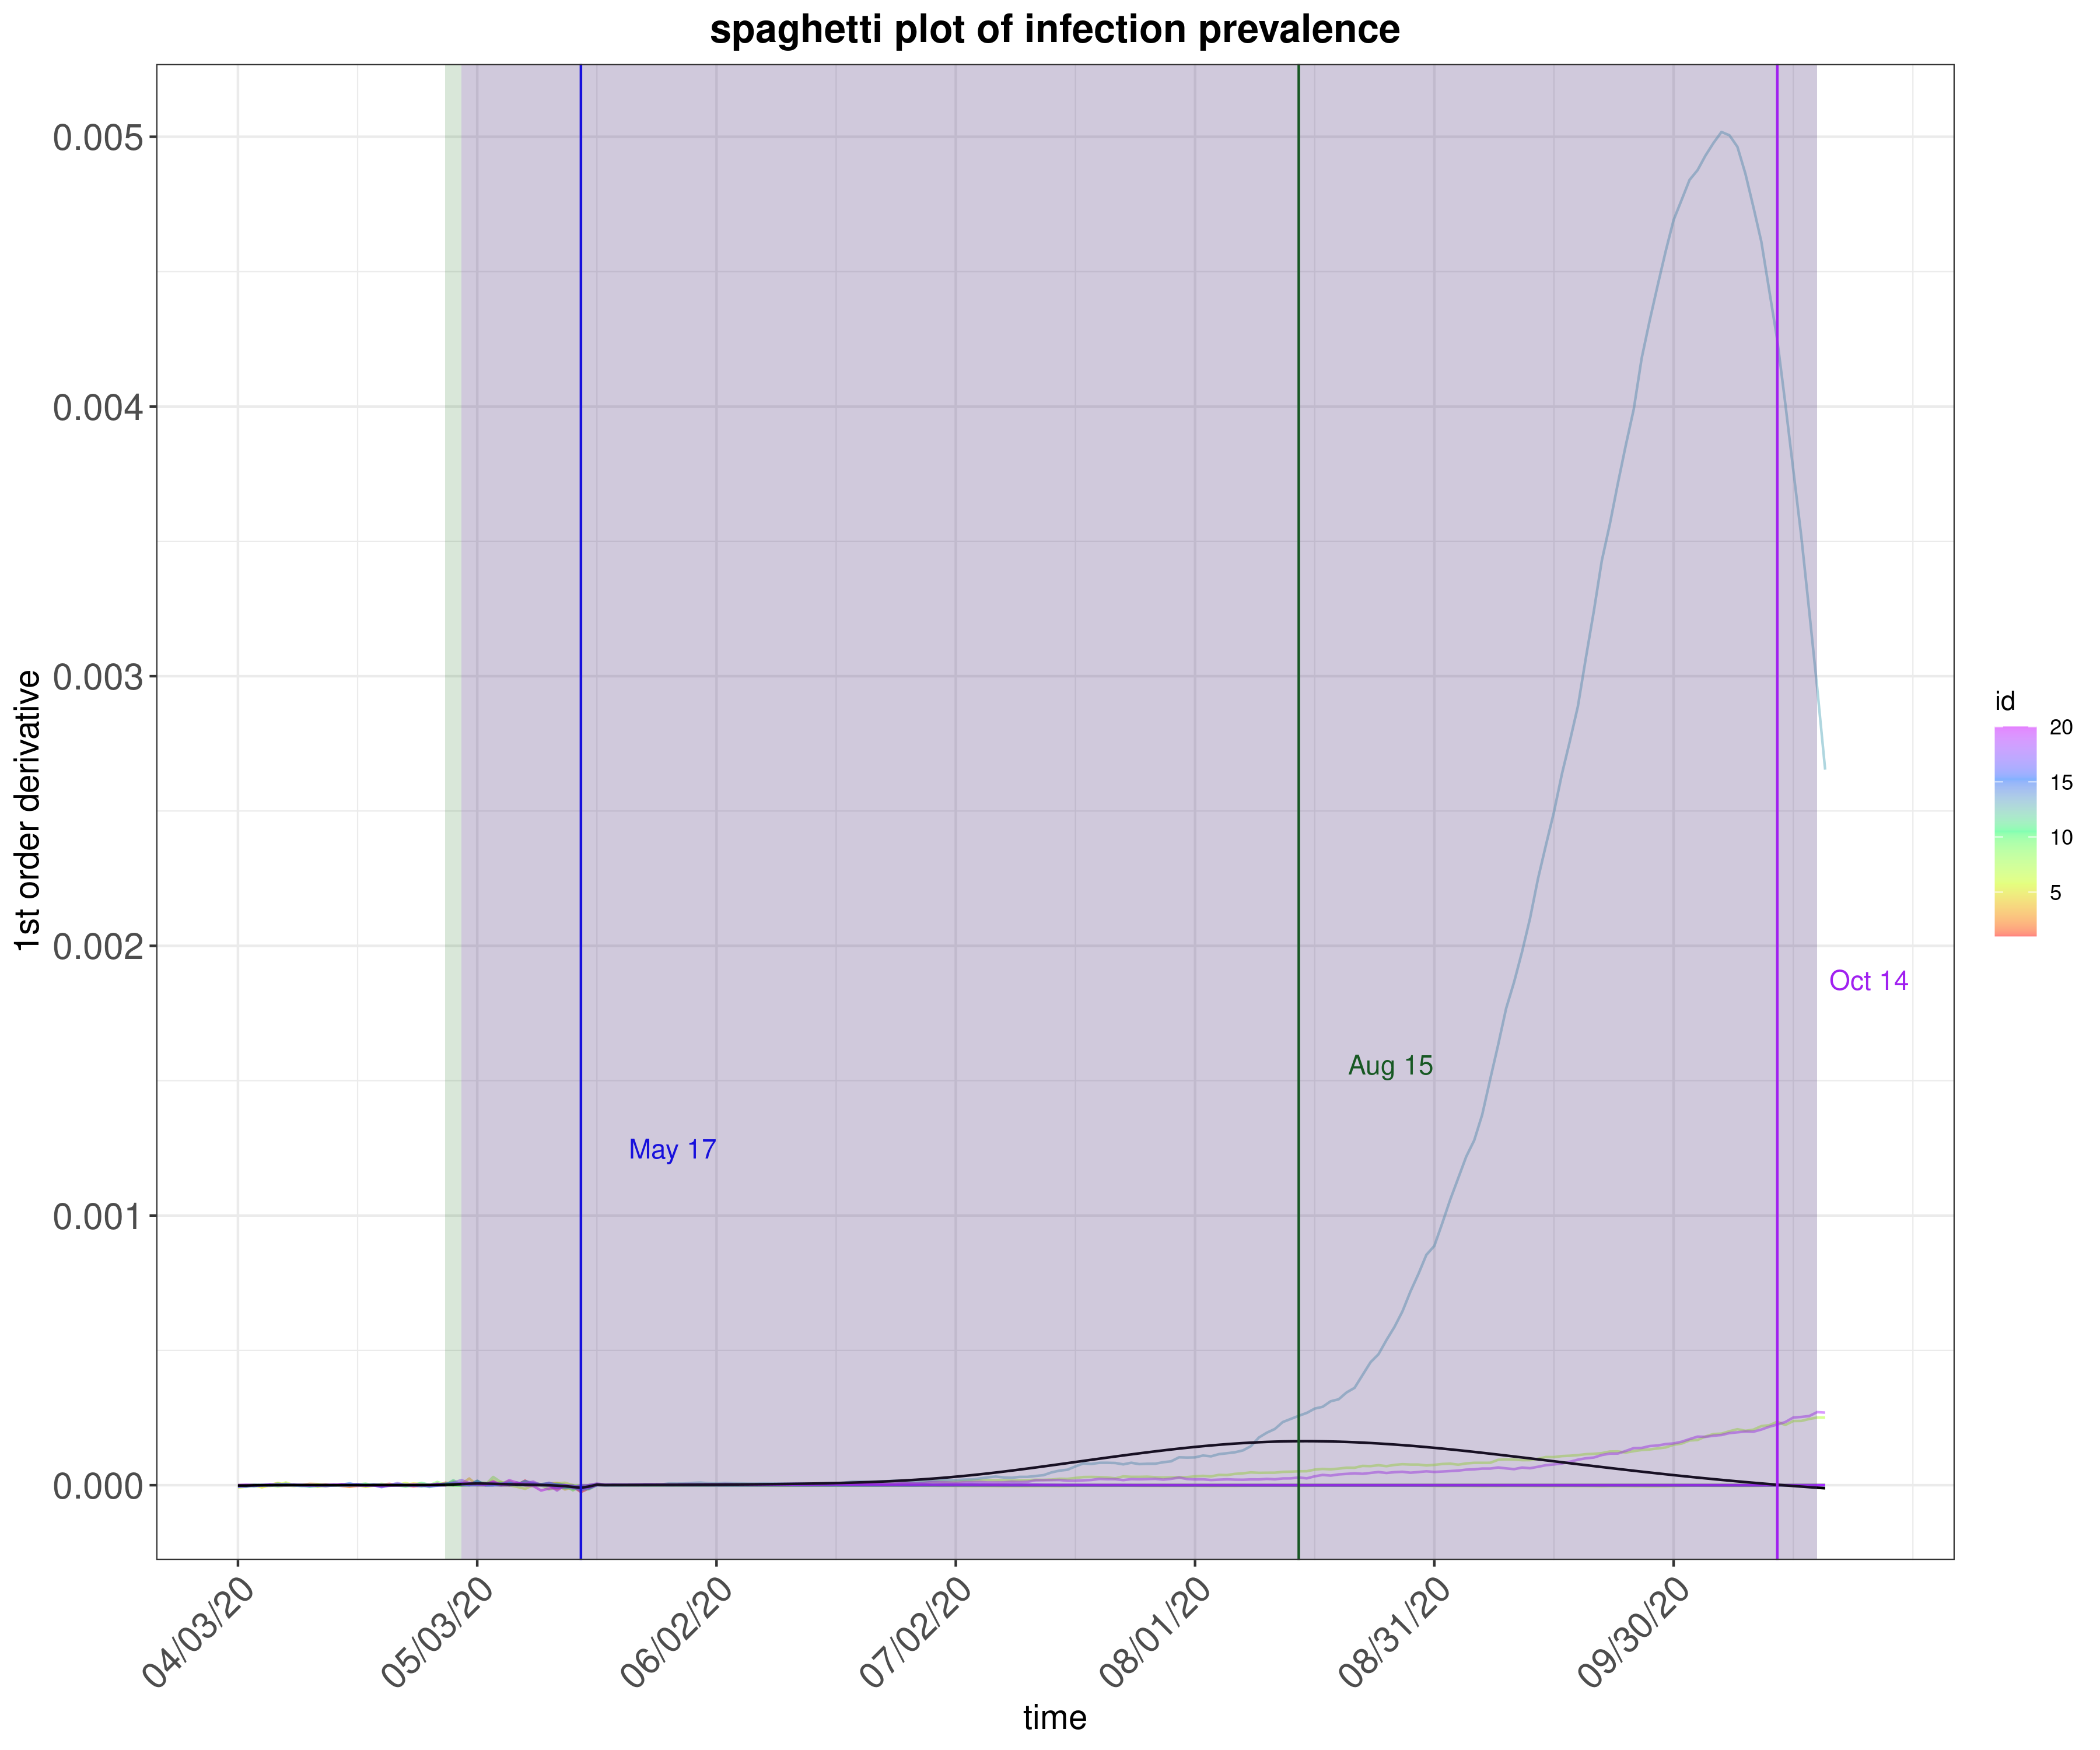 spaghetti plot of infection prevalence
1st order derivative
0.005
0.004
0.003
0.002
0.001
0.000
May 17
Aug 15
Oct 14
04/03/20
05/03/20
06/02/20
07/02/20
08/01/20
08/31/20
09/30/20
time
id
20
15
10
5